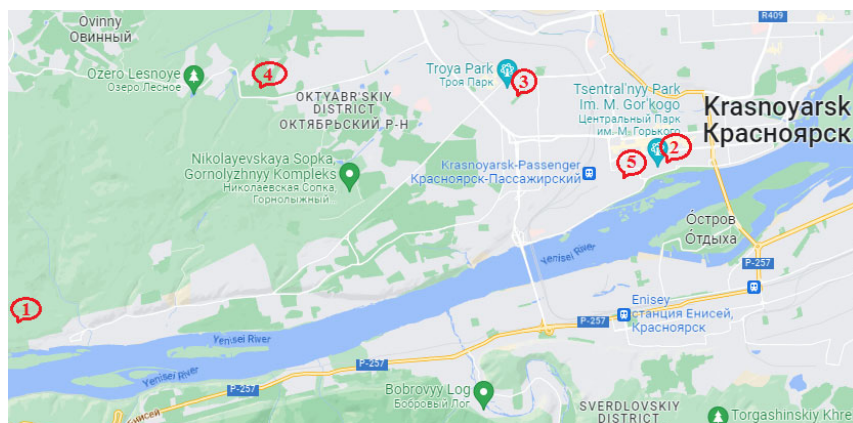 Ovinny
Овинный
R409
Ozero Lesnoye
Озеро Лесное
4
Troya Park
Троя Парк
3
OKTYABR'SKIY
DISTRICT
ОКТЯБРЬСКИЙ Р-Н
Tsentral'nyy Park
Im. M. Gor'kogo
Центральный Парк
им. М. Горького
Krasnoyarsk
Красноярск
2
5
Nikolayevskaya Sopka,
Gornolyzhnyy Kompleks
Николаевская Сопка,
Горнолыжный
Krasnoyarsk-Passenger
Красноярск-Пассажирский
Óстров
Óтдыха
Yenisei River
P-257
1
Enisey
станция Енисей,
Красноярск
P-257
Yenisei River
P-257
Yenisei River
P-257
Bobrovyy Log
Бобровый Лог
Енисей
SVERDLOVSKIY
DISTRICT
Torgashinskiy Khre